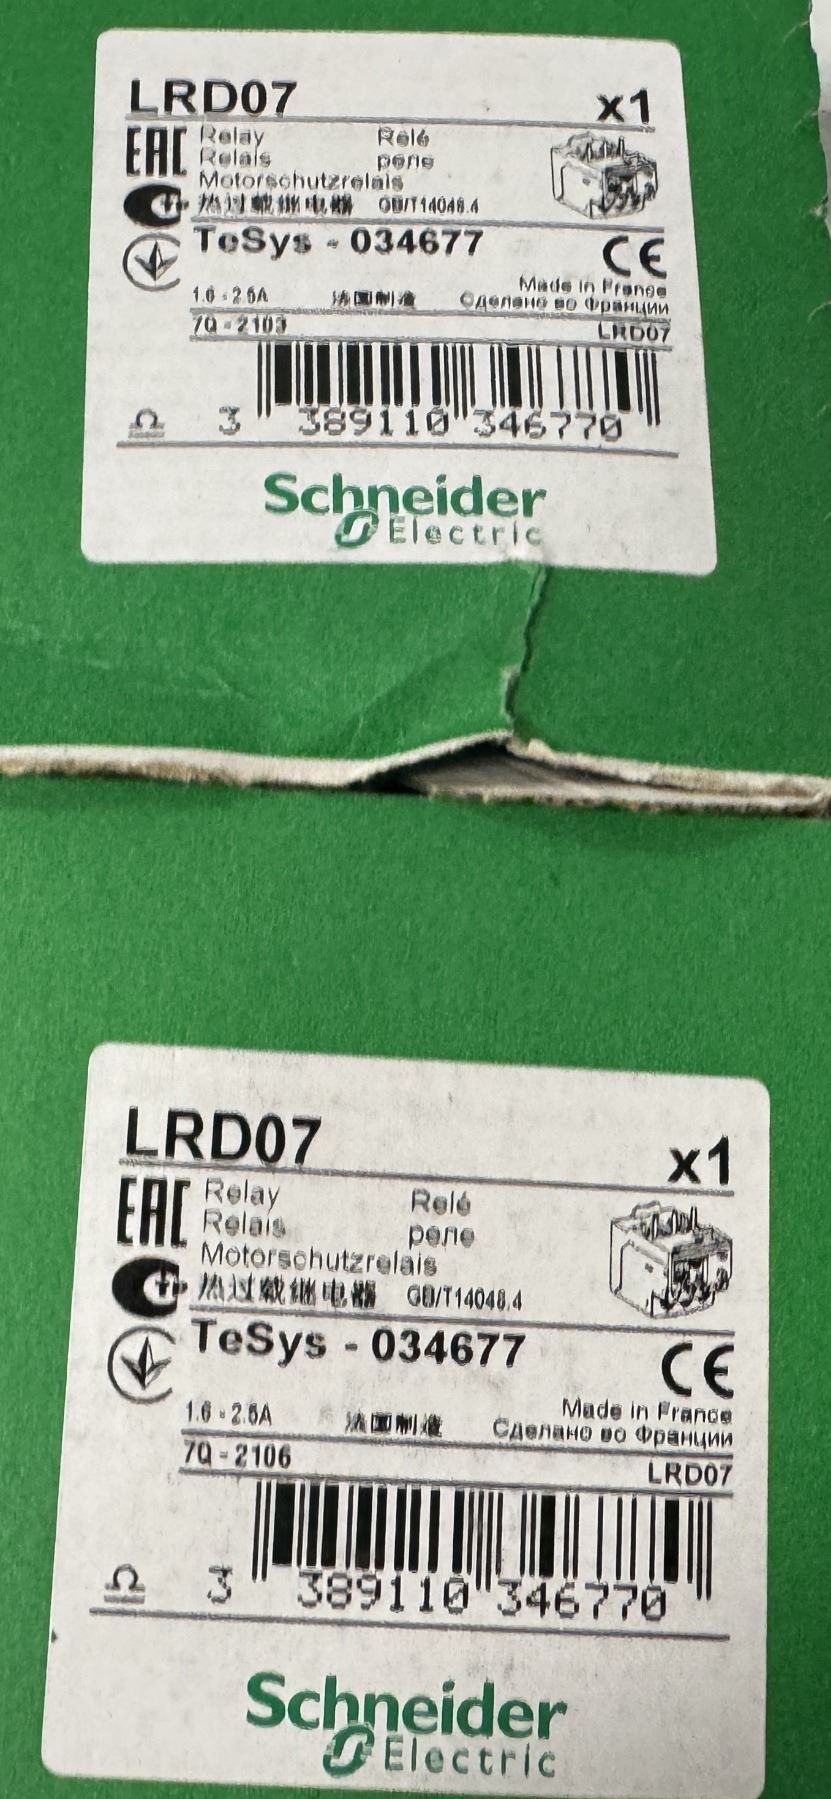 LRD07 x1
EAC Relay Relé
Relais реле
Motorschutzrelais
热过载继电器 GB/T14048.4
TeSys - 034677 CE
Made in France
1.6 - 2.5A 法国制造 Сделано во Франции
7Q - 2103 LRD07
3 389110 346770
Schneider
Electric
LRD07 x1
EAC Relay Relé
Relais реле
Motorschutzrelais
热过载继电器 GB/T14048.4
TeSys - 034677 CE
Made in France
1.6 - 2.5A 法国制造 Сделано во Франции
7Q - 2106 LRD07
3 389110 346770
Schneider
Electric